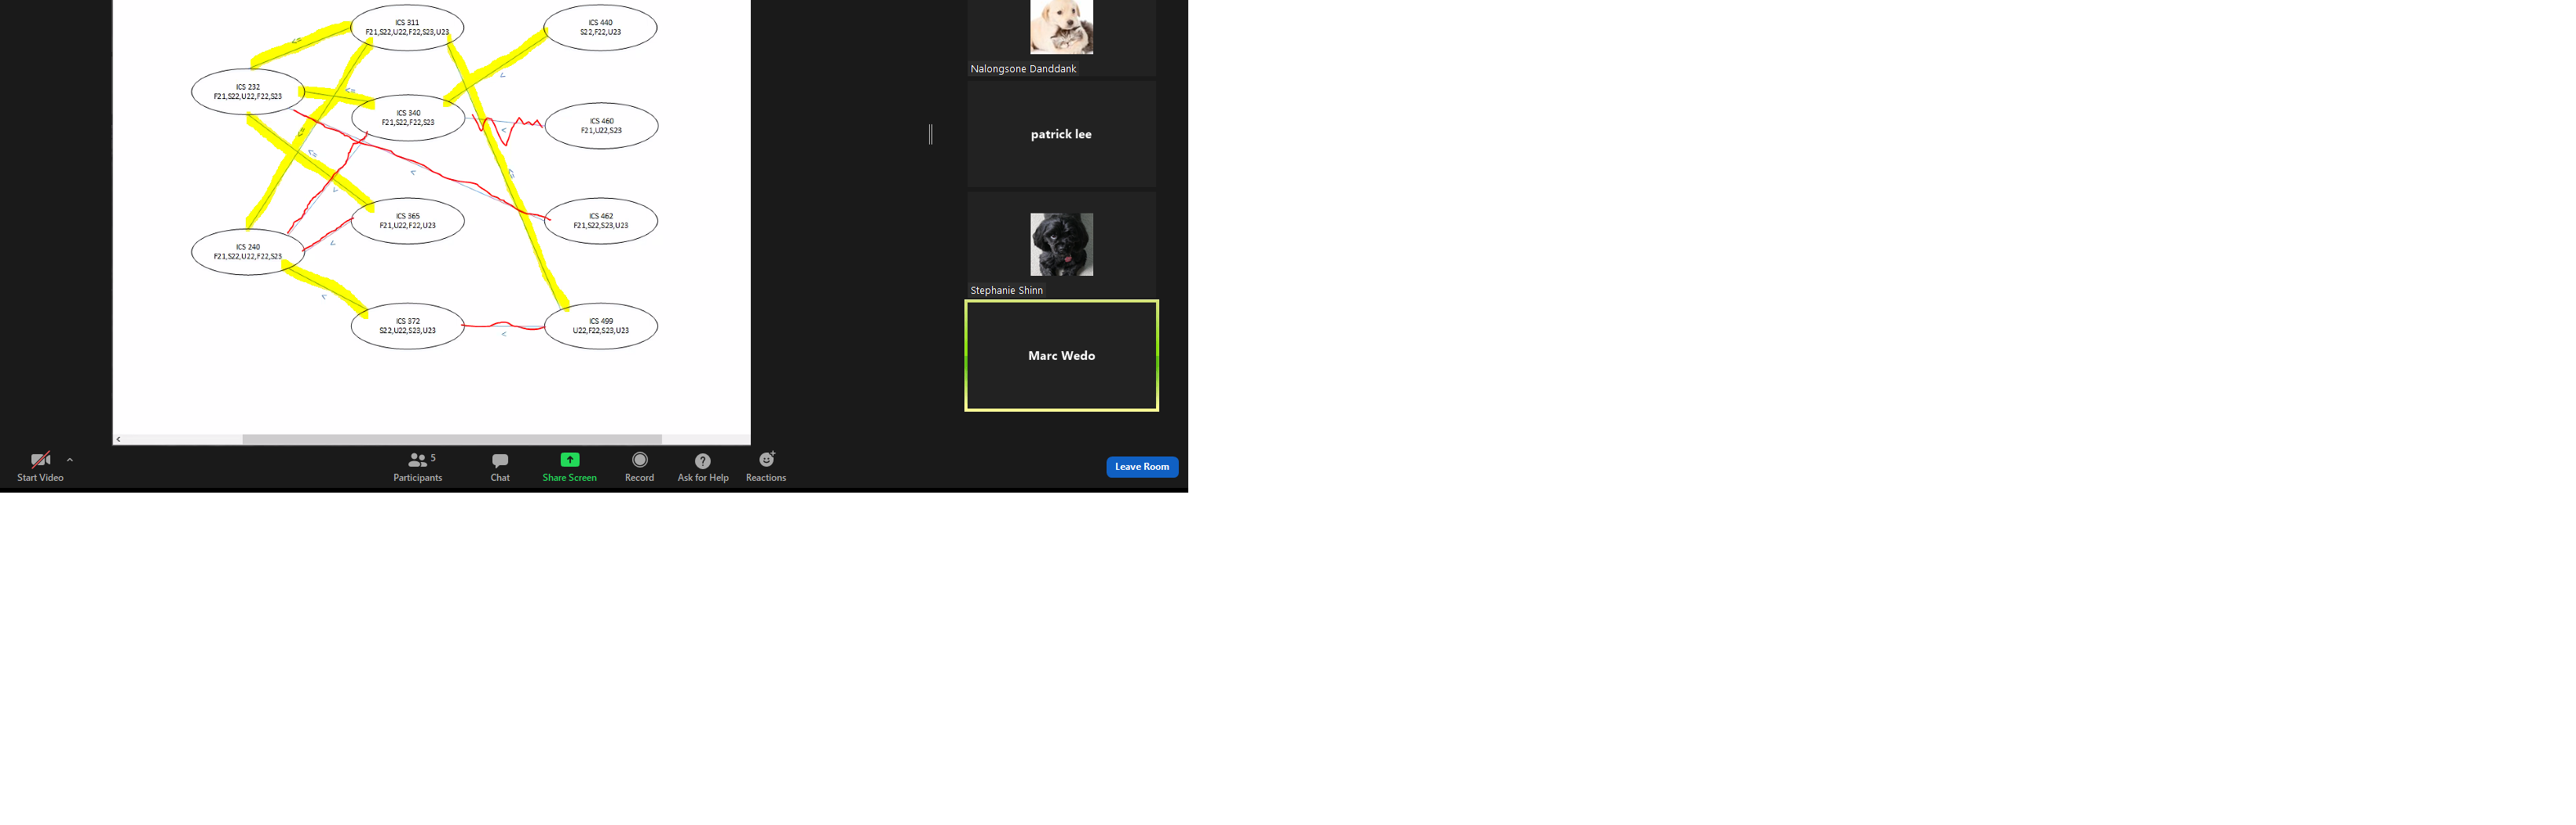 ICS 311
F21,S22,U22,F22,S23,U23
ICS 440
S22,F22,U23
<=
<
ICS 232
F21,S22,U22,F22,S23
<=
ICS 340
F21,S22,F22,S23
ICS 460
F21,U22,S23
<
<=
<=
<
<=
<
ICS 365
F21,U22,F22,U23
ICS 462
F21,S22,S23,U23
<
ICS 240
F21,S22,U22,F22,S23
<
ICS 372
S22,U22,S23,U23
ICS 499
U22,F22,S23,U23
<
Nalongsone Danddank
patrick lee
Stephanie Shinn
Marc Wedo
Start Video
5
Participants
Chat
Share Screen
Record
Ask for Help
Reactions
Leave Room